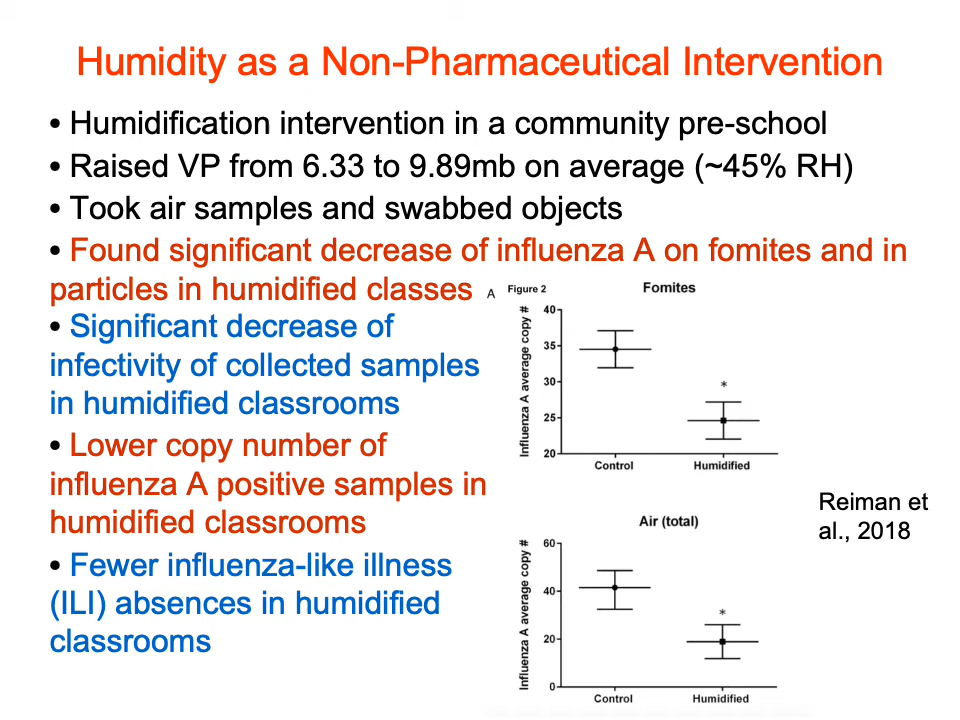 Humidity as a Non-Pharmaceutical Intervention
• Humidification intervention in a community pre-school
• Raised VP from 6.33 to 9.89mb on average (~45% RH)
• Took air samples and swabbed objects
• Found significant decrease of influenza A on fomites and in
particles in humidified classes
• Significant decrease of
infectivity of collected samples
in humidified classrooms
• Lower copy number of
influenza A positive samples in
humidified classrooms
• Fewer influenza-like illness
(ILI) absences in humidified
classrooms
A Figure 2
Fomites
Influenza A average copy #
40
35
30
25
20
*
Control Humidified
Air (total)
Influenza A average copy #
60
40
20
0
*
Control Humidified
Reiman et
al., 2018